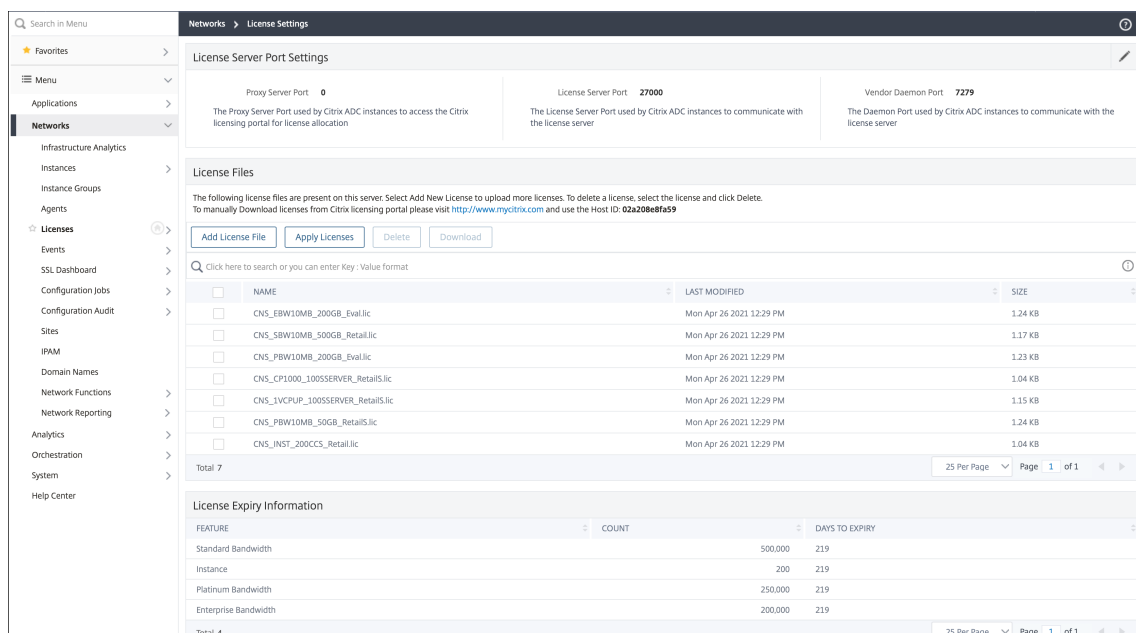 Search in Menu
Favorites
Menu
Applications
Networks
Infrastructure Analytics
Instances
Instance Groups
Agents
Licenses
Events
SSL Dashboard
Configuration Jobs
Configuration Audit
Sites
IPAM
Domain Names
Network Functions
Network Reporting
Analytics
Orchestration
System
Help Center
Networks > License Settings
License Server Port Settings
Proxy Server Port 0
The Proxy Server Port used by Citrix ADC instances to access the Citrix
licensing portal for license allocation
License Server Port 27000
The License Server Port used by Citrix ADC instances to communicate with
the license server
Vendor Daemon Port 7279
The Daemon Port used by Citrix ADC instances to communicate with the
license server
License Files
The following license files are present on this server. Select Add New License to upload more licenses. To delete a license, select the license and click Delete.
To manually Download licenses from Citrix licensing portal please visit http://www.mycitrix.com and use the Host ID: 02a208e8fa59
Add License File Apply Licenses Delete Download
Click here to search or you can enter Key : Value format
NAME LAST MODIFIED SIZE
CNS_EBW10MB_200GB_Eval.lic Mon Apr 26 2021 12:29 PM 1.24 KB
CNS_SBW10MB_500GB_Retail.lic Mon Apr 26 2021 12:29 PM 1.17 KB
CNS_PBW10MB_200GB_Eval.lic Mon Apr 26 2021 12:29 PM 1.23 KB
CNS_CP1000_100SSERVER_RetailS.lic Mon Apr 26 2021 12:29 PM 1.04 KB
CNS_1VCPUP_100SSERVER_RetailS.lic Mon Apr 26 2021 12:29 PM 1.15 KB
CNS_PBW10MB_50GB_RetailS.lic Mon Apr 26 2021 12:29 PM 1.24 KB
CNS_INST_200CCS_Retail.lic Mon Apr 26 2021 12:29 PM 1.04 KB
Total 7 25 Per Page Page 1 of 1
License Expiry Information
FEATURE COUNT DAYS TO EXPIRY
Standard Bandwidth 500,000 219
Instance 200 219
Platinum Bandwidth 250,000 219
Enterprise Bandwidth 200,000 219
Total 4 25 Per Page Page 1 of 1